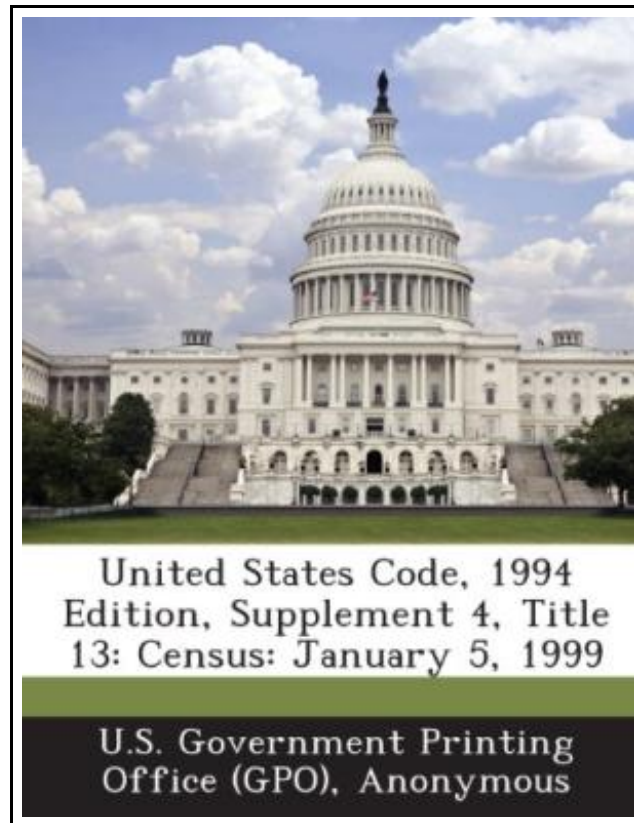 United States Code, 1994
Edition, Supplement 4, Title
13: Census: January 5, 1999
U.S. Government Printing
Office (GPO), Anonymous